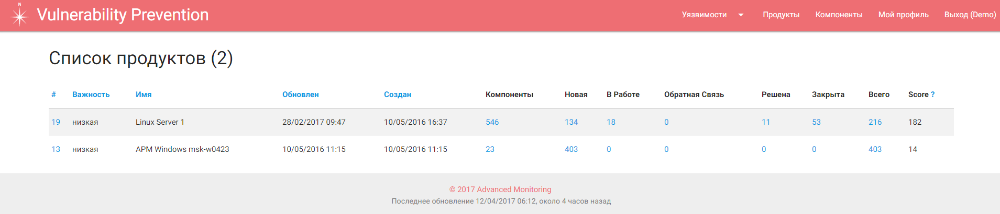 N
Vulnerability Prevention Уязвимости Продукты Компоненты Мой профиль Выход (Demo)
Список продуктов (2)
# Важность Имя Обновлен Создан Компоненты Новая В Работе Обратная Связь Решена Закрыта Всего Score ?
19 низкая Linux Server 1 28/02/2017 09:47 10/05/2016 16:37 546 134 18 0 11 53 216 182
13 низкая АРМ Windows msk-w0423 10/05/2016 11:15 10/05/2016 11:15 23 403 0 0 0 0 403 14
© 2017 Advanced Monitoring
Последнее обновление 12/04/2017 06:12, около 4 часов назад